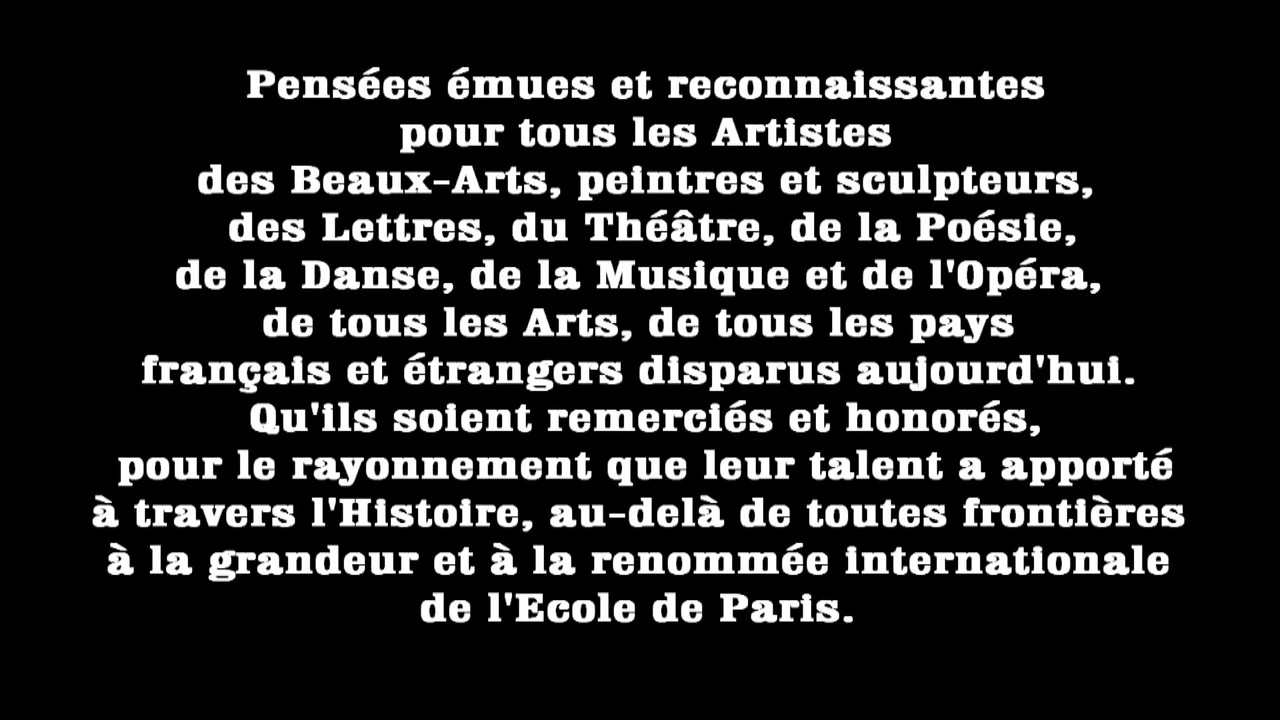 Pensées émues et reconnaissantes
pour tous les Artistes
des Beaux-Arts, peintres et sculpteurs,
des Lettres, du Théâtre, de la Poésie,
de la Danse, de la Musique et de l'Opéra,
de tous les Arts, de tous les pays
français et étrangers disparus aujourd'hui.
Qu'ils soient remerciés et honorés,
pour le rayonnement que leur talent a apporté
à travers l'Histoire, au-delà de toutes frontières
à la grandeur et à la renommée internationale
de l'Ecole de Paris.